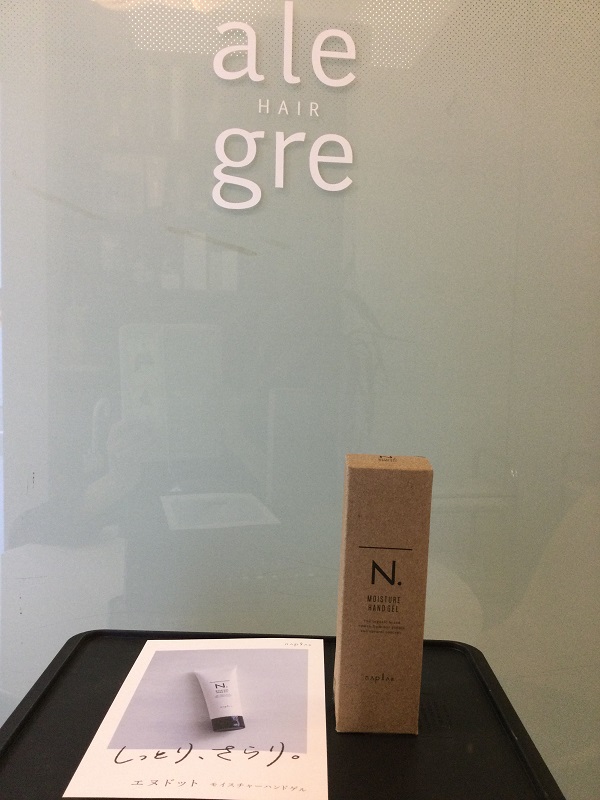 ale
HAIR
gre
N.
MOISTURE
HAND GEL
napla
napla
N.
しっとり、さらり。
エヌドット モイスチャーハンドゲル